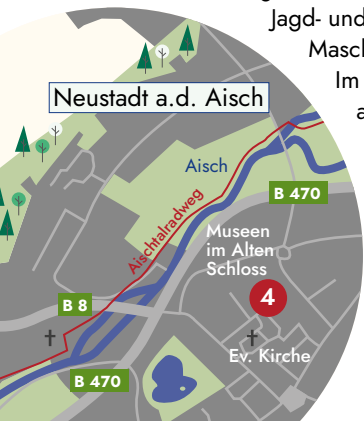 Jagd- und
Masch
Im
Neustadt a.d. Aisch
Aisch
B 470
Aischtalradweg
Museen
im Alten
Schloss
4
B 8
Ev. Kirche
B 470